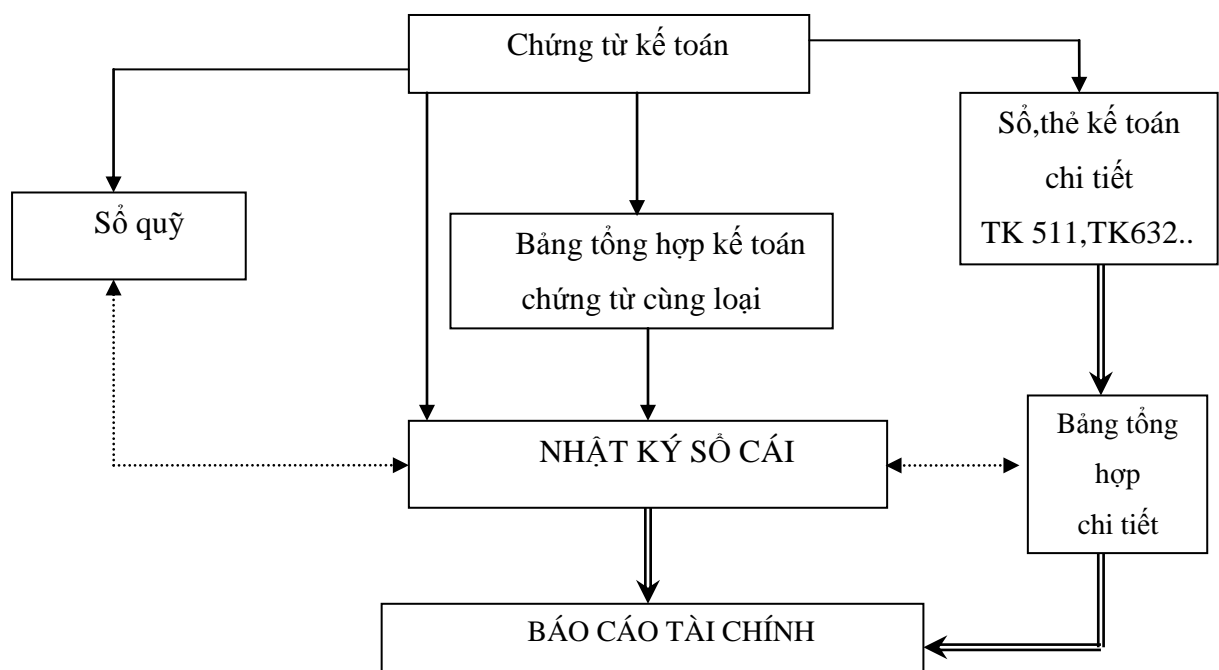 Chứng từ kế toán
Sổ quỹ
Bảng tổng hợp kế toán
chứng từ cùng loại
Sổ,thẻ kế toán
chi tiết
TK 511,TK632..
NHẬT KÝ SỔ CÁI
Bảng tổng
hợp
chi tiết
BÁO CÁO TÀI CHÍNH